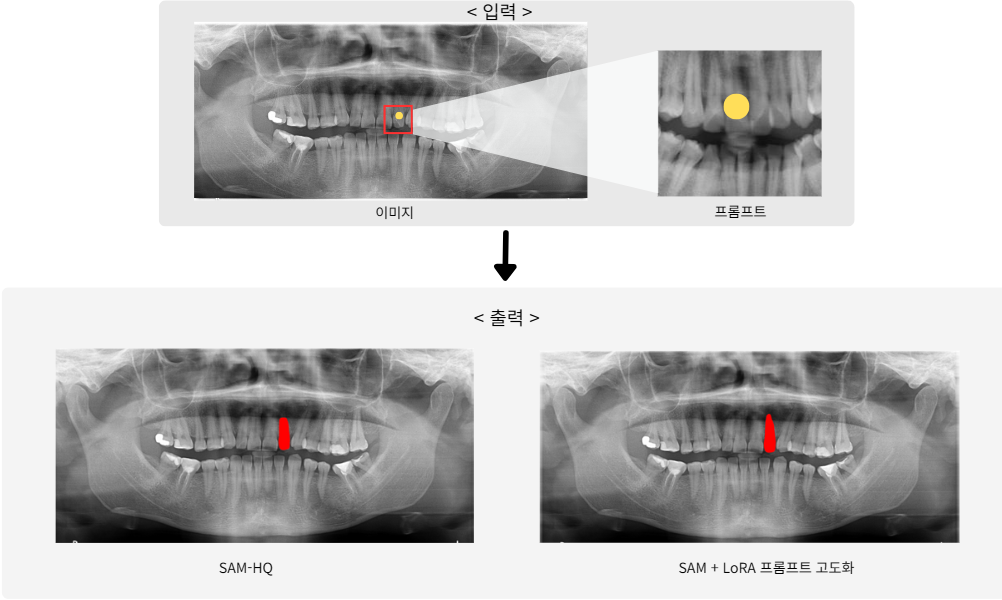 < 입력 >
이미지
프롬프트
< 출력 >
SAM-HQ
SAM + LoRA 프롬프트 고도화